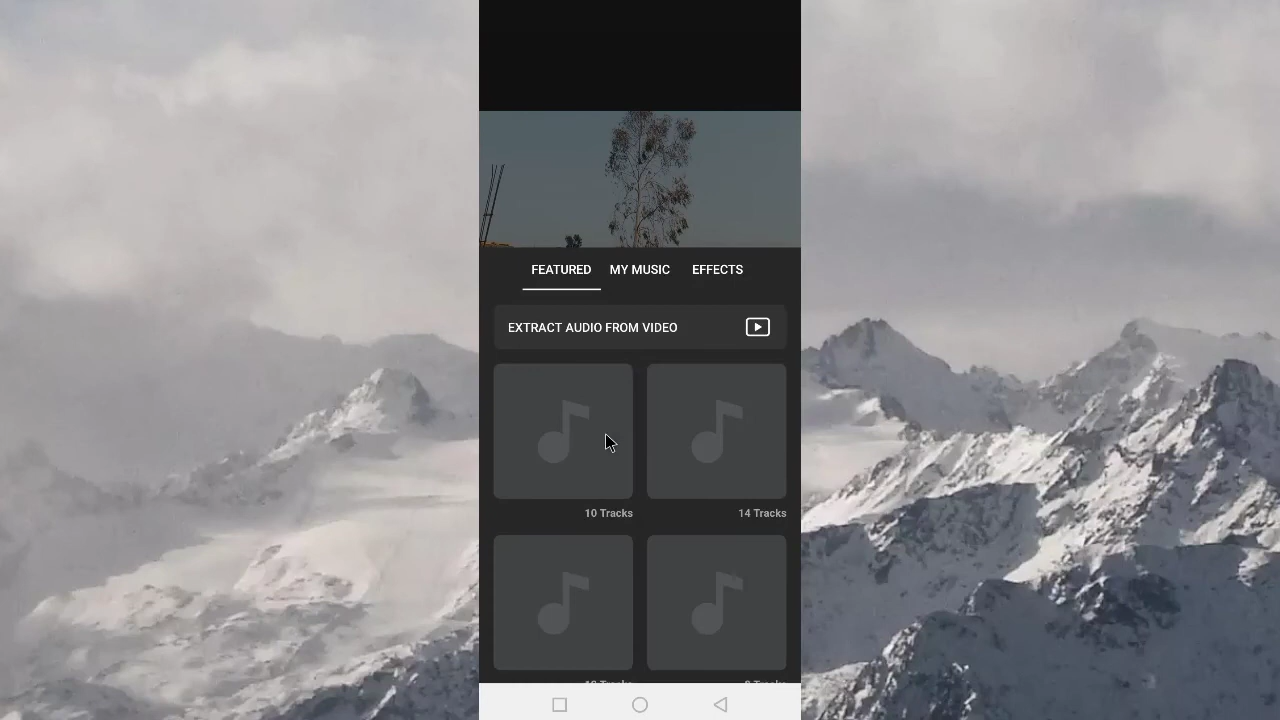 FEATURED MY MUSIC EFFECTS
EXTRACT AUDIO FROM VIDEO
10 Tracks 14 Tracks